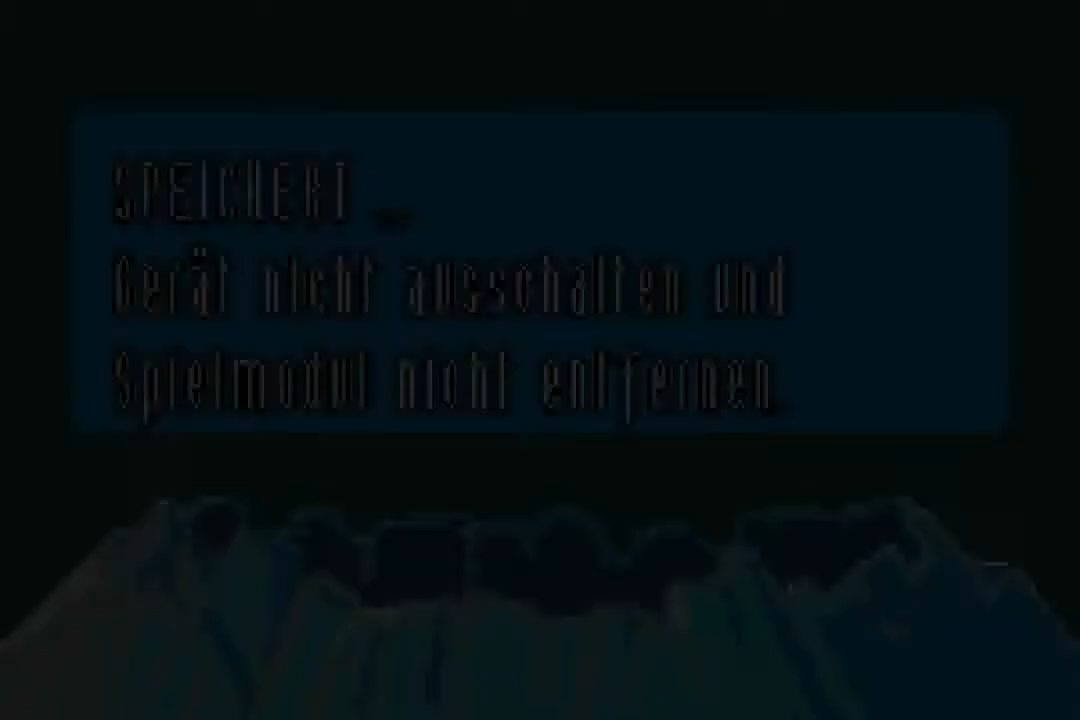 SPEICHERT …
Gerät nicht ausschalten und
Spielmodul nicht entfernen.